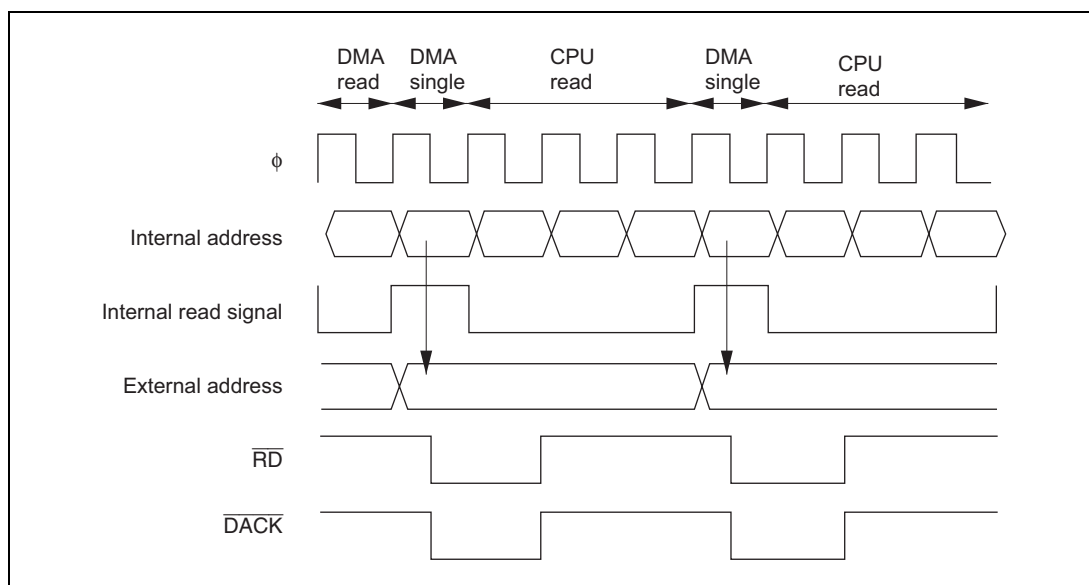 DMA
read
DMA
single
CPU
read
DMA
single
CPU
read
ϕ
Internal address
Internal read signal
External address
RD
DACK